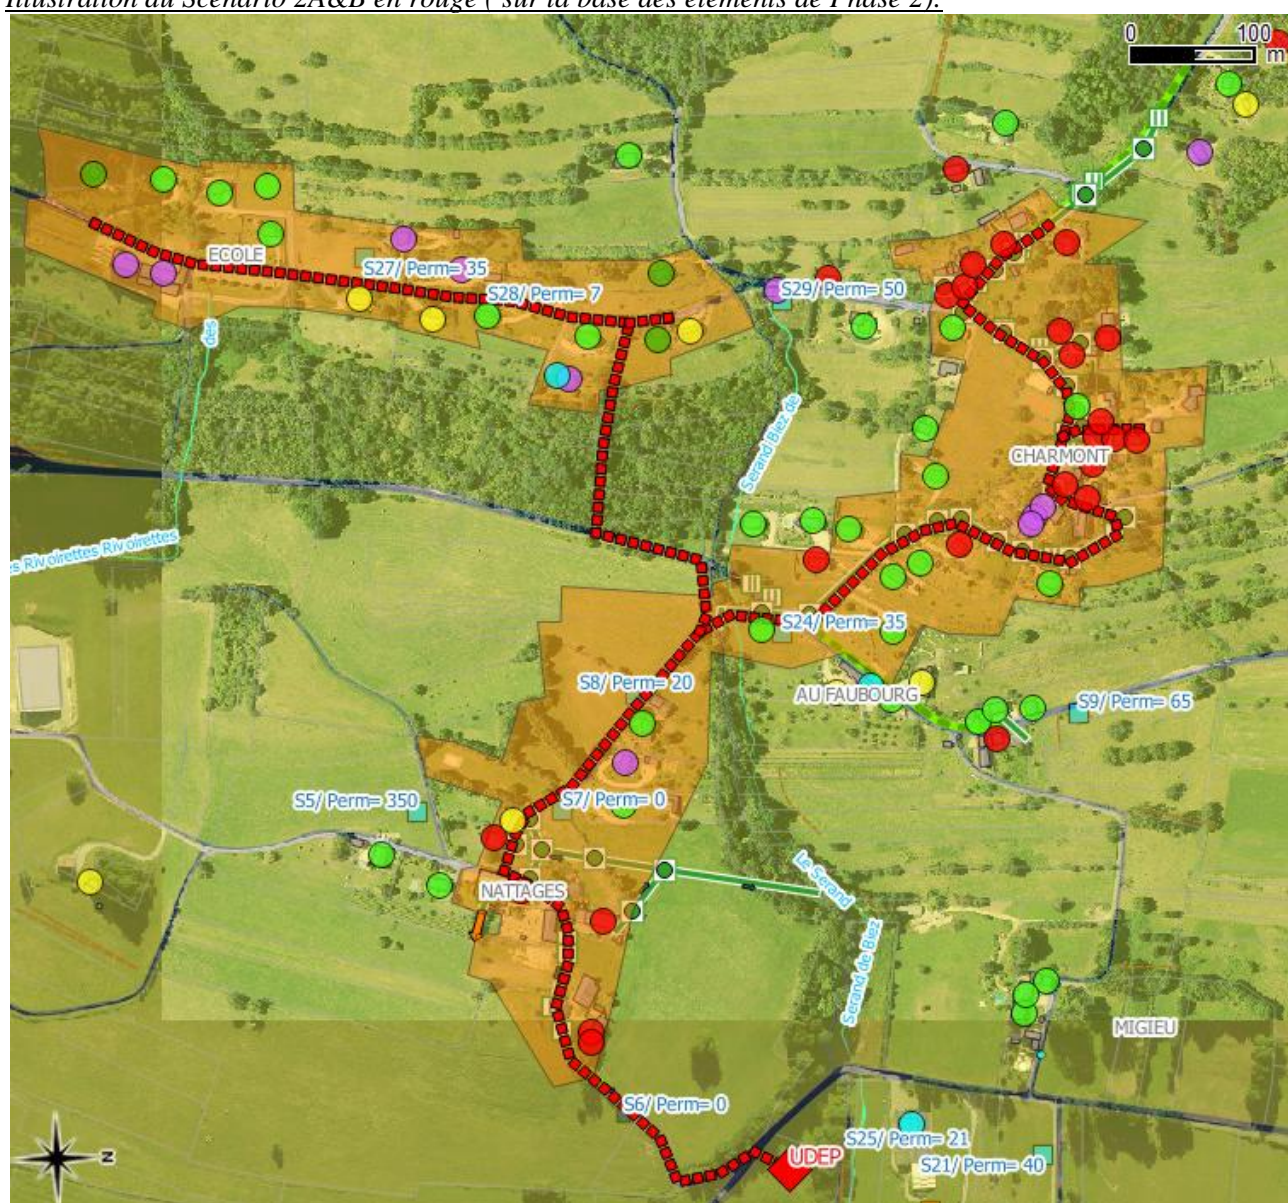 Illustration du Scénario 2A&B en rouge ( sur la base des éléments de Phase 2).
0 100
m
ECOLE
S27/ Perm= 35
S28/ Perm= 7
S29/ Perm= 50
des
Serand Biez de
CHARMONT
s Rivoirettes Rivoirettes
S24/ Perm= 35
S8/ Perm= 20
AU FAUBOURG
S9/ Perm= 65
S5/ Perm= 350
S7/ Perm= 0
Le Serand
NATTAGES
Serand de Biez
MIGIEU
S6/ Perm= 0
S25/ Perm= 21
UDEP
S21/ Perm= 40
N